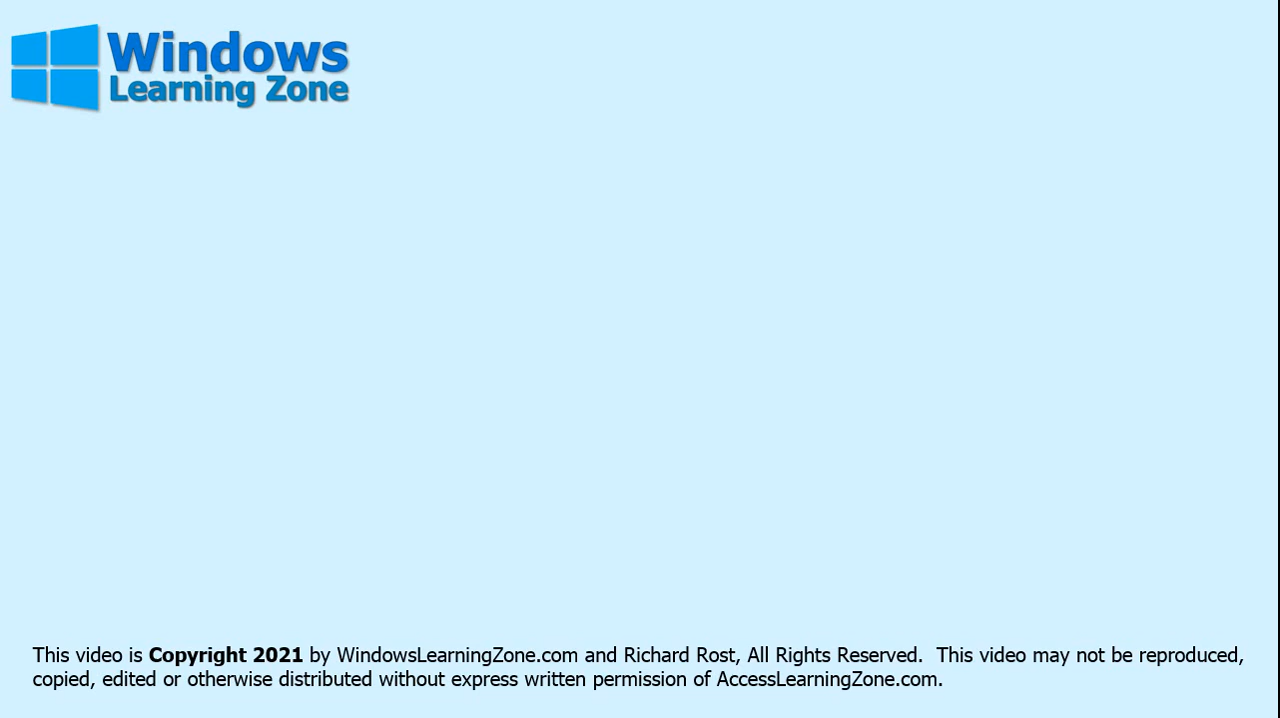 Windows
Learning Zone
This video is Copyright 2021 by WindowsLearningZone.com and Richard Rost, All Rights Reserved.  This video may not be reproduced,
copied, edited or otherwise distributed without express written permission of AccessLearningZone.com.